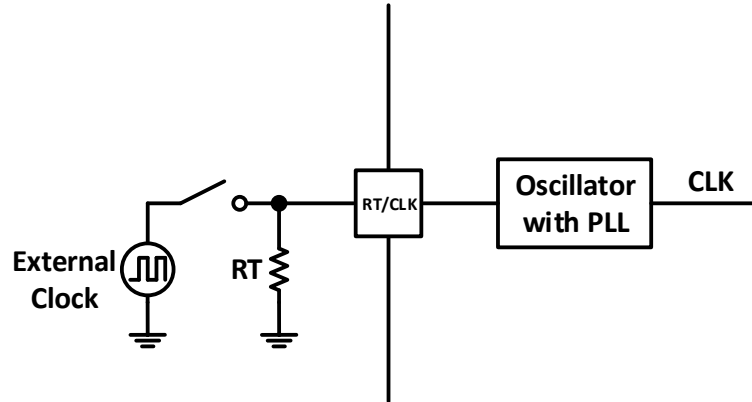 External
Clock
RT
RT/CLK
Oscillator
with PLL
CLK